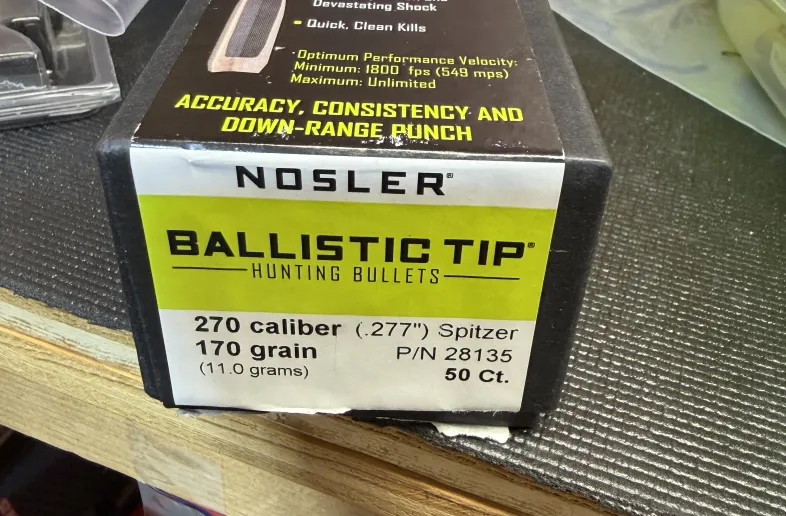 Devastating Shock
Quick, Clean Kills
Optimum Performance Velocity:
Minimum: 1800 fps (549 mps)
Maximum: Unlimited
ACCURACY, CONSISTENCY AND
DOWN-RANGE PUNCH
NOSLER®
BALLISTIC TIP®
HUNTING BULLETS
270 caliber (.277") Spitzer
170 grain P/N 28135
(11.0 grams) 50 Ct.